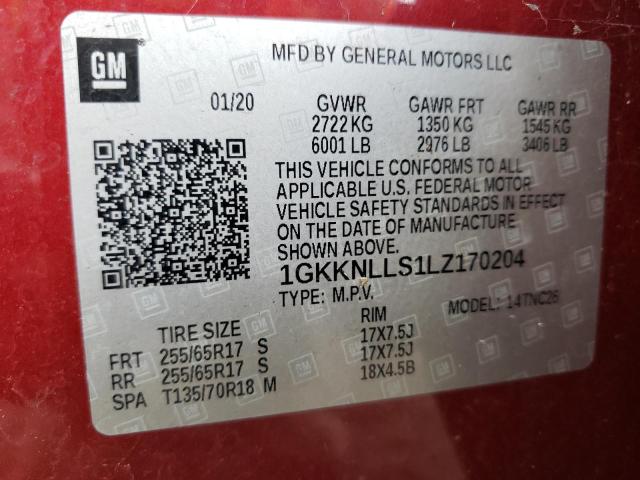 GM
MFD BY GENERAL MOTORS LLC
01/20 GVWR GAWR FRT GAWR RR
2722 KG 1350 KG 1545 KG
6001 LB 2976 LB 3406 LB
THIS VEHICLE CONFORMS TO ALL
APPLICABLE U.S. FEDERAL MOTOR
VEHICLE SAFETY STANDARDS IN EFFECT
ON THE DATE OF MANUFACTURE
SHOWN ABOVE.
1GKKNLLS1LZ170204
TYPE: M.P.V. MODEL: 14TNC26
TIRE SIZE RIM
FRT 255/65R17 S 17X7.5J
RR 255/65R17 S 17X7.5J
SPA T135/70R18 M 18X4.5B